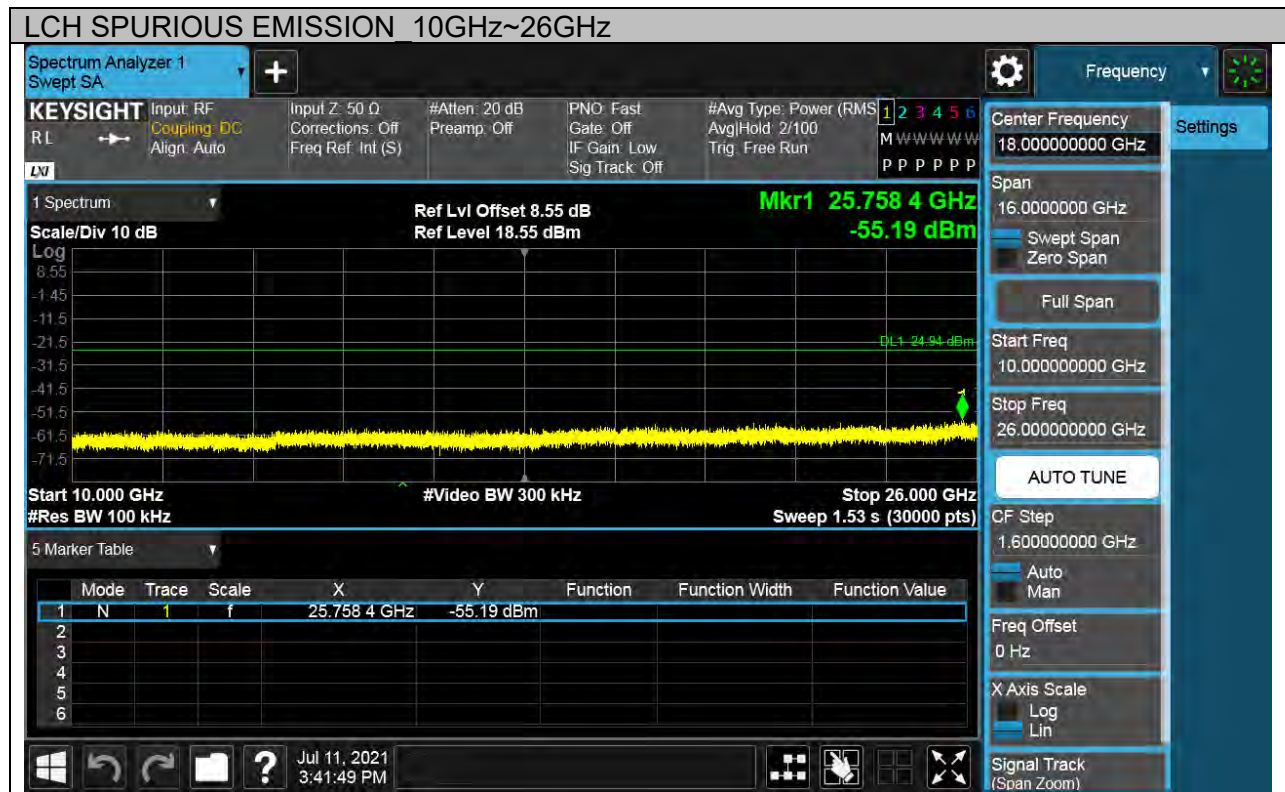 LCH SPURIOUS EMISSION_10GHz~26GHz
Spectrum Analyzer 1
Swept SA
Frequency
KEYSIGHT Input: RF Input Z: 50 Ω #Atten: 20 dB PNO: Fast #Avg Type: Power (RMS 1 2 3 4 5 6
RL Coupling: DC Corrections: Off Preamp: Off Gate: Off Avg|Hold: 2/100 M W W W W W
Align: Auto Freq Ref: Int (S) IF Gain: Low Trig: Free Run
LXI Sig Track: Off P P P P P P
1 Spectrum
Ref Lvl Offset 8.55 dB
Mkr1 25.758 4 GHz
Scale/Div 10 dB
Ref Level 18.55 dBm
-55.19 dBm
Log
8.55
-1.45
-11.5
-21.5
DL1 -24.94 dBm
-31.5
-41.5
1
-51.5
-61.5
-71.5
Start 10.000 GHz #Video BW 300 kHz Stop 26.000 GHz
#Res BW 100 kHz Sweep 1.53 s (30000 pts)
5 Marker Table
Mode Trace Scale X Y Function Function Width Function Value
1 N 1 f 25.758 4 GHz -55.19 dBm
2
3
4
5
6
Jul 11, 2021
3:41:49 PM
Center Frequency
18.000000000 GHz
Settings
Span
16.0000000 GHz
Swept Span
Zero Span
Full Span
Start Freq
10.000000000 GHz
Stop Freq
26.000000000 GHz
AUTO TUNE
CF Step
1.600000000 GHz
Auto
Man
Freq Offset
0 Hz
X Axis Scale
Log
Lin
Signal Track
(Span Zoom)